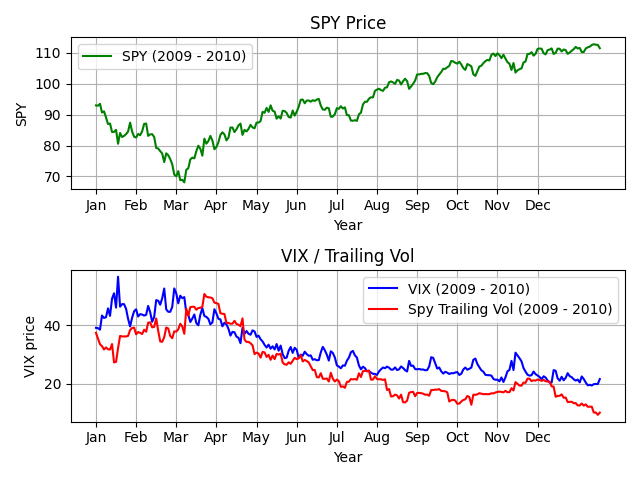 SPY Price
SPY (2009 - 2010)
110
100
90
80
70
SPY
Jan Feb Mar Apr May Jun Jul Aug Sep Oct Nov Dec
Year
VIX / Trailing Vol
VIX (2009 - 2010)
Spy Trailing Vol (2009 - 2010)
40
20
VIX price
Jan Feb Mar Apr May Jun Jul Aug Sep Oct Nov Dec
Year